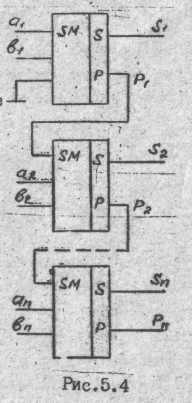 a1 SM S S1
b1
P P1
SM S S2
a2
b2 P P2
SM S Sn
an
bn P Pn
Рис.5.4